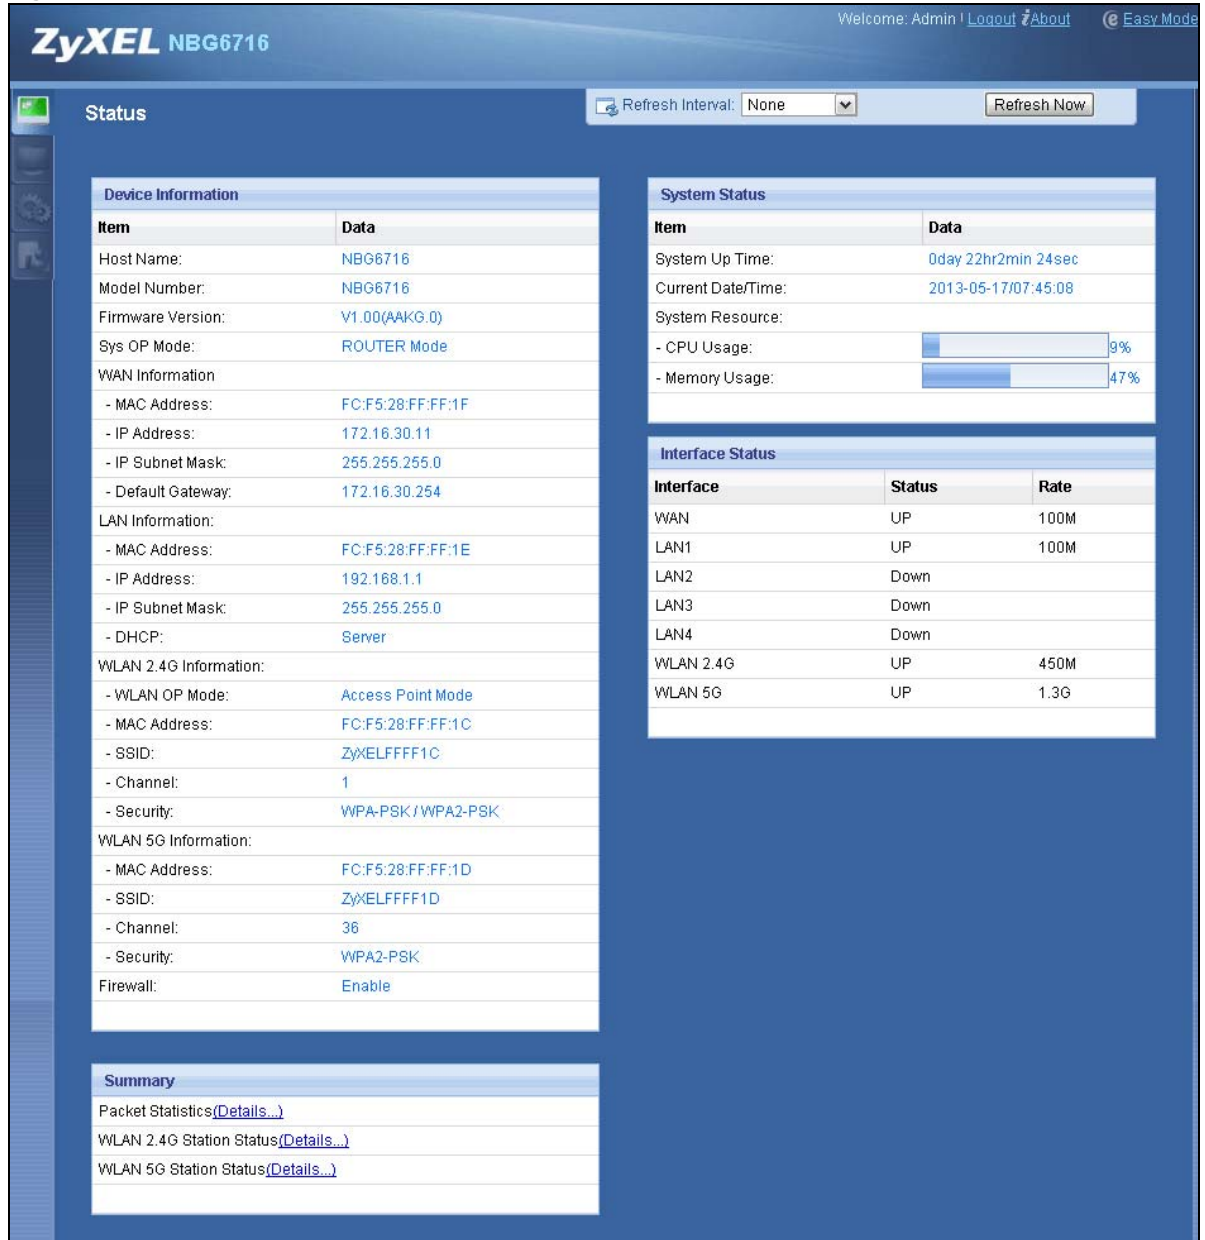 Welcome: Admin | Logout iAbout e Easy Mode
ZyXEL NBG6716
Status
Refresh Interval: None
Refresh Now
Device Information
Item Data
Host Name: NBG6716
Model Number: NBG6716
Firmware Version: V1.00(AAKG.0)
Sys OP Mode: ROUTER Mode
WAN Information
- MAC Address: FC:F5:28:FF:FF:1F
- IP Address: 172.16.30.11
- IP Subnet Mask: 255.255.255.0
- Default Gateway: 172.16.30.254
LAN Information:
- MAC Address: FC:F5:28:FF:FF:1E
- IP Address: 192.168.1.1
- IP Subnet Mask: 255.255.255.0
- DHCP: Server
WLAN 2.4G Information:
- WLAN OP Mode: Access Point Mode
- MAC Address: FC:F5:28:FF:FF:1C
- SSID: ZyXELFFFF1C
- Channel: 1
- Security: WPA-PSK / WPA2-PSK
WLAN 5G Information:
- MAC Address: FC:F5:28:FF:FF:1D
- SSID: ZyXELFFFF1D
- Channel: 36
- Security: WPA2-PSK
Firewall: Enable
Summary
Packet Statistics(Details...)
WLAN 2.4G Station Status(Details...)
WLAN 5G Station Status(Details...)
System Status
Item Data
System Up Time: 0day 22hr2min 24sec
Current Date/Time: 2013-05-17/07:45:08
System Resource:
- CPU Usage: 9%
- Memory Usage: 47%
Interface Status
Interface Status Rate
WAN UP 100M
LAN1 UP 100M
LAN2 Down
LAN3 Down
LAN4 Down
WLAN 2.4G UP 450M
WLAN 5G UP 1.3G